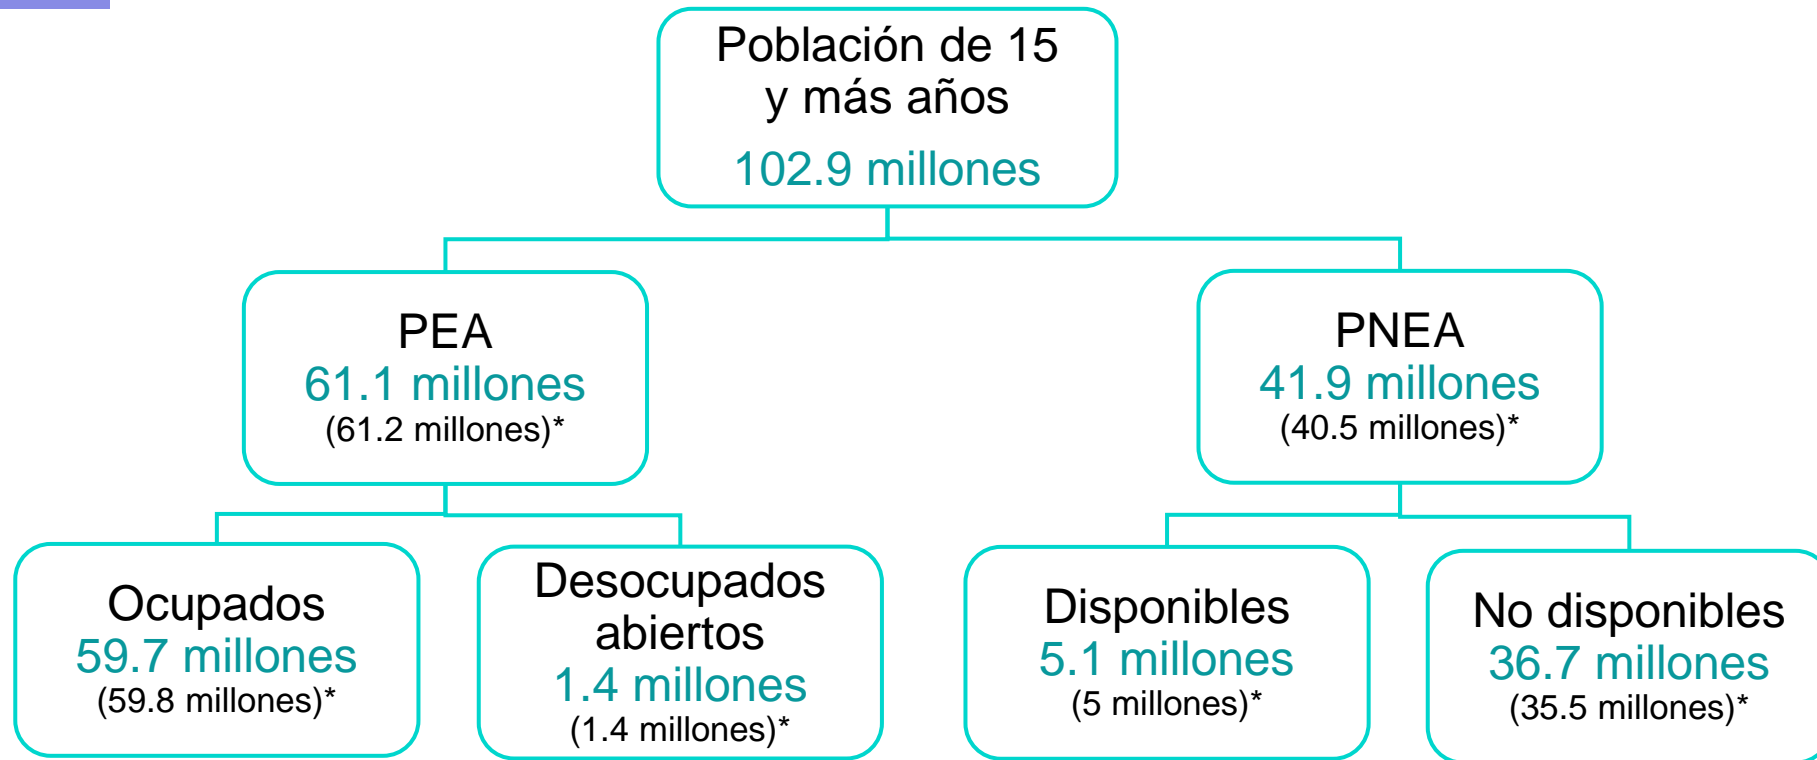 Población de 15
y más años
102.9 millones
PEA
61.1 millones
(61.2 millones)*
PNEA
41.9 millones
(40.5 millones)*
Ocupados
59.7 millones
(59.8 millones)*
Desocupados
abiertos
1.4 millones
(1.4 millones)*
Disponibles
5.1 millones
(5 millones)*
No disponibles
36.7 millones
(35.5 millones)*